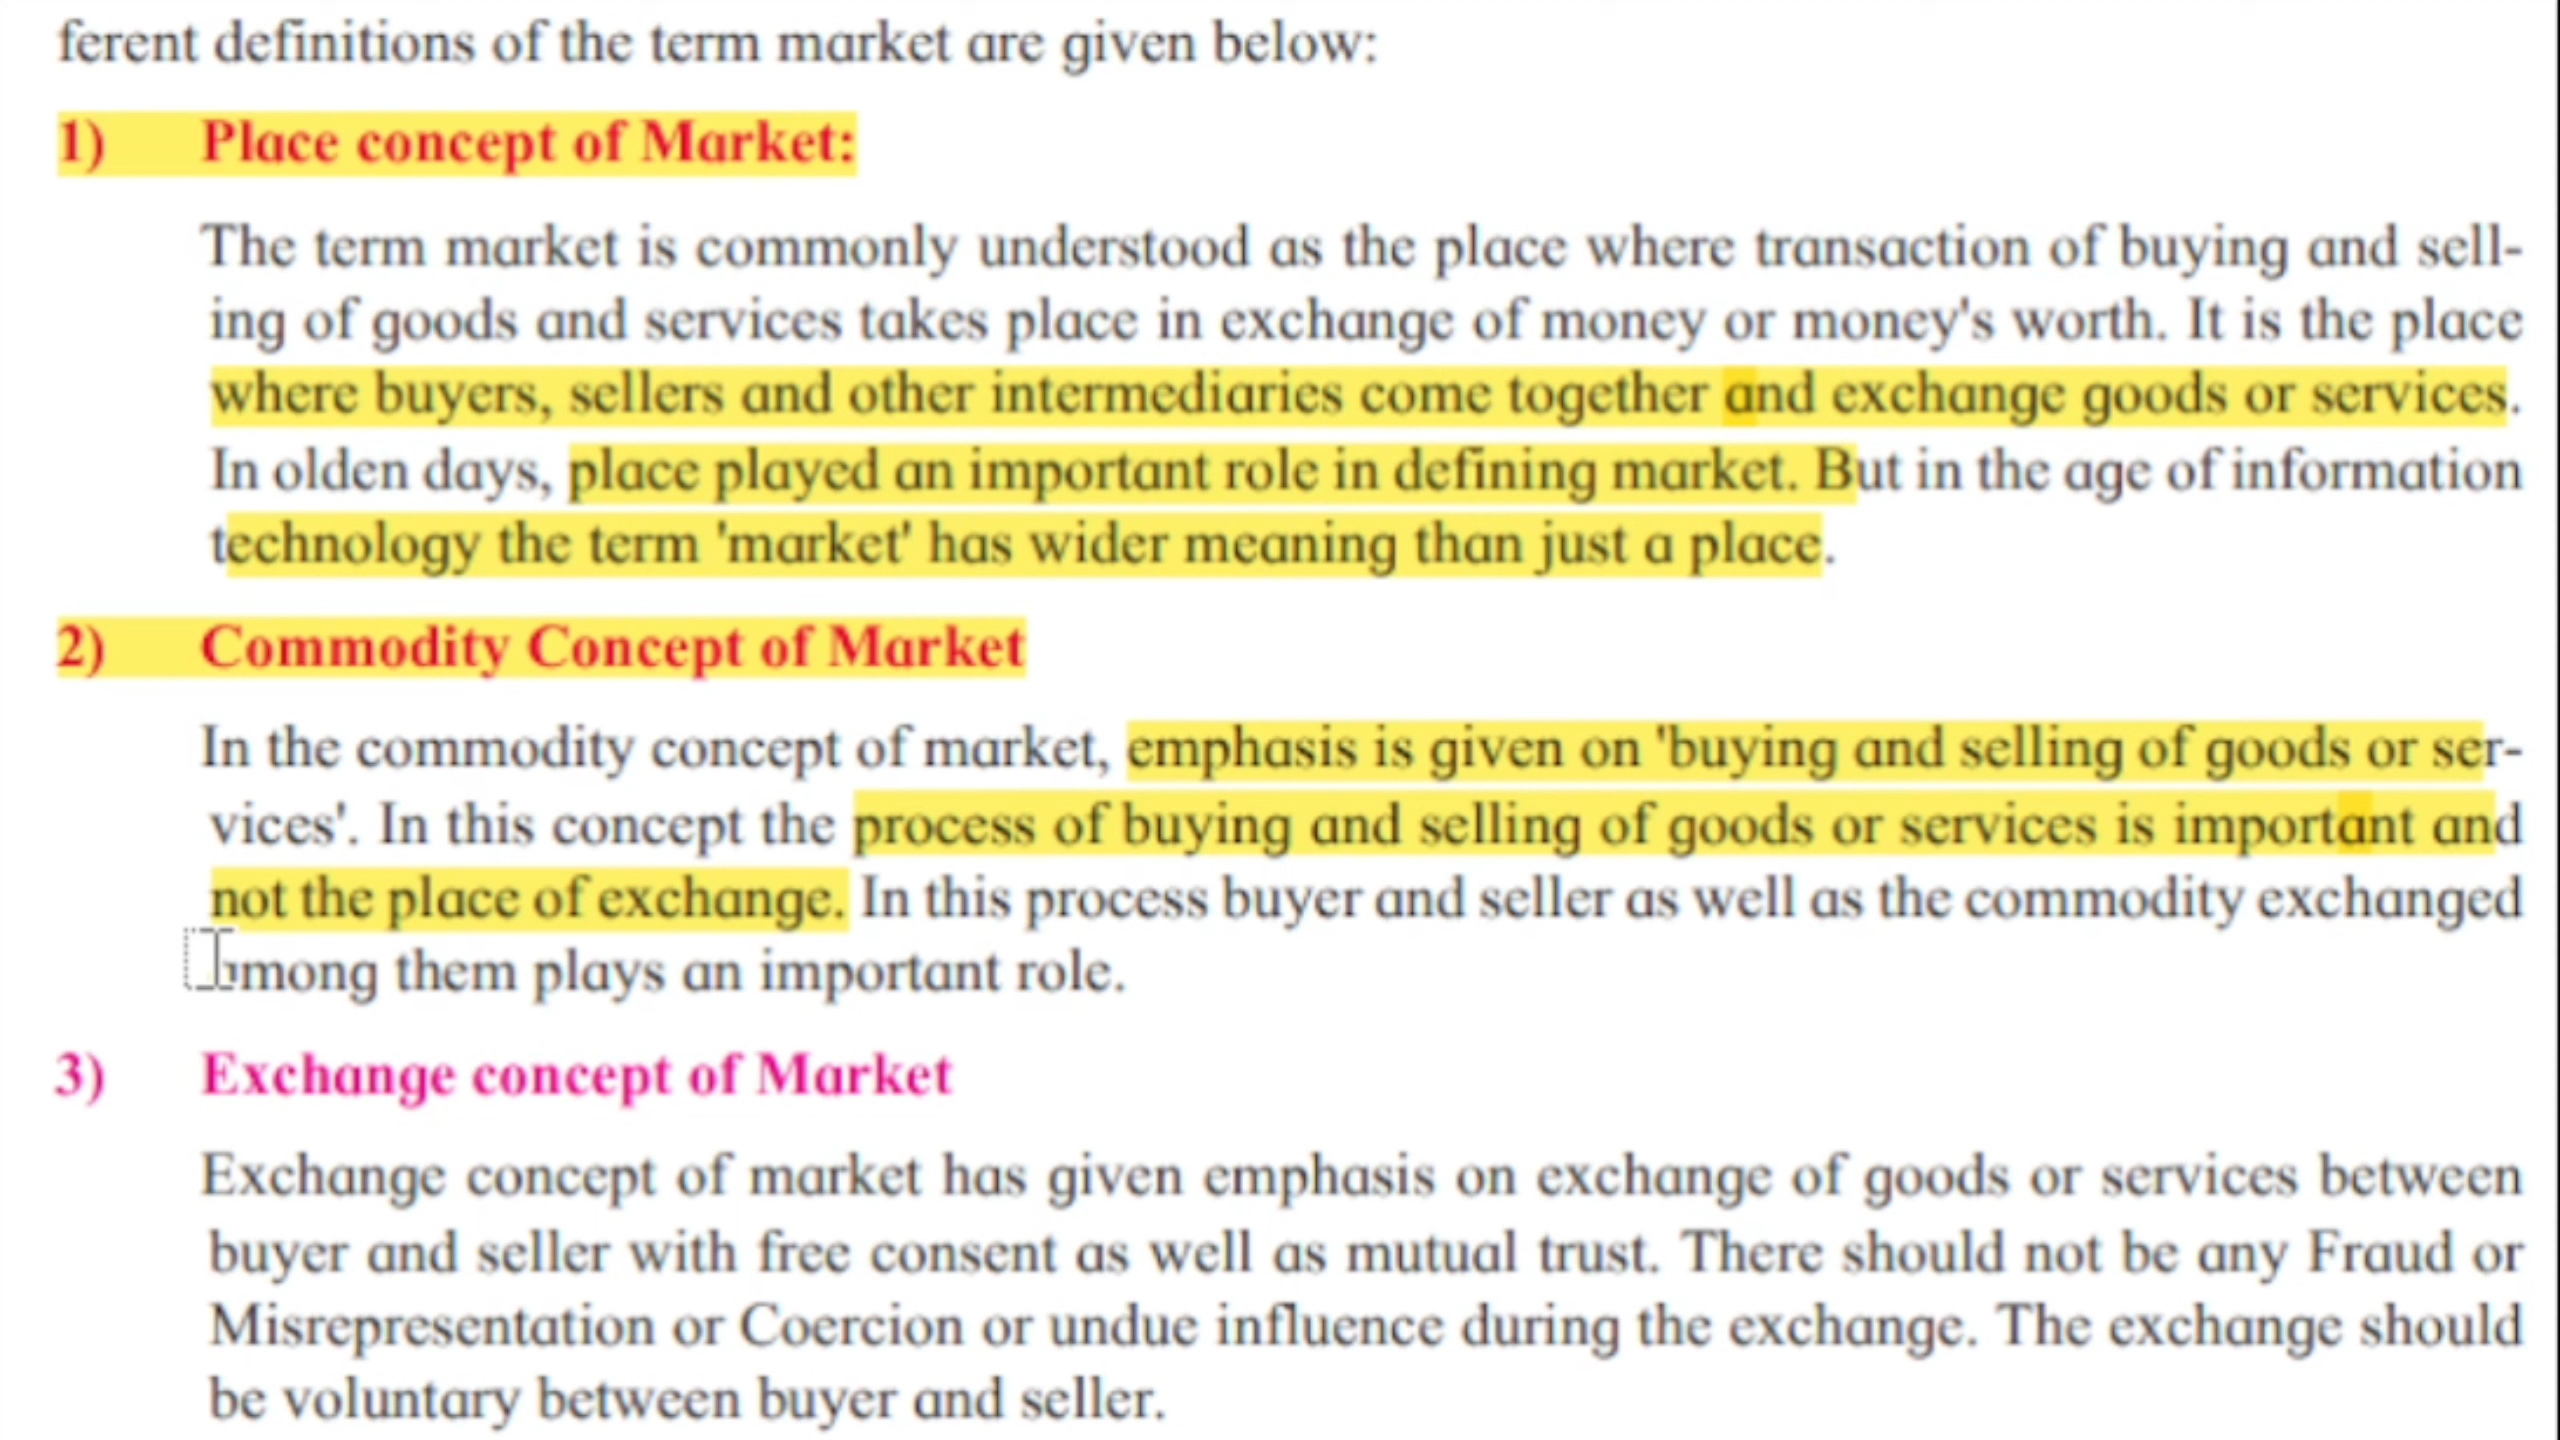 ferent definitions of the term market are given below:
1) Place concept of Market:
The term market is commonly understood as the place where transaction of buying and sell-
ing of goods and services takes place in exchange of money or money's worth. It is the place
where buyers, sellers and other intermediaries come together and exchange goods or services.
In olden days, place played an important role in defining market. But in the age of information
technology the term 'market' has wider meaning than just a place.
2) Commodity Concept of Market
In the commodity concept of market, emphasis is given on 'buying and selling of goods or ser-
vices'. In this concept the process of buying and selling of goods or services is important and
not the place of exchange. In this process buyer and seller as well as the commodity exchanged
among them plays an important role.
3) Exchange concept of Market
Exchange concept of market has given emphasis on exchange of goods or services between
buyer and seller with free consent as well as mutual trust. There should not be any Fraud or
Misrepresentation or Coercion or undue influence during the exchange. The exchange should
be voluntary between buyer and seller.